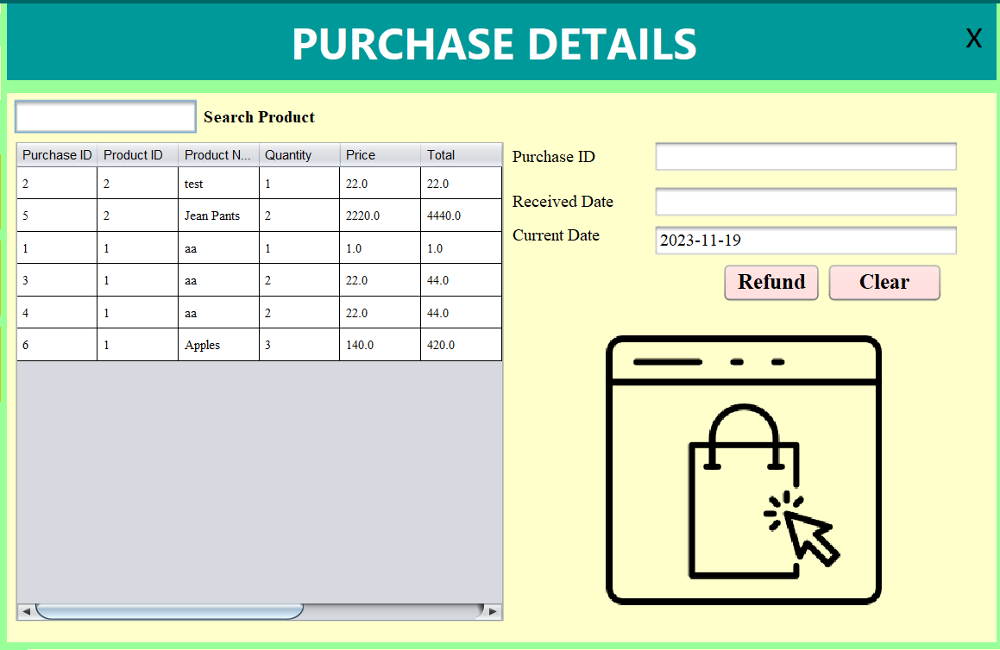 PURCHASE DETAILS
X
Search Product
Purchase ID Product ID Product N... Quantity Price Total
2 2 test 1 22.0 22.0
5 2 Jean Pants 2 2220.0 4440.0
1 1 aa 1 1.0 1.0
3 1 aa 2 22.0 44.0
4 1 aa 2 22.0 44.0
6 1 Apples 3 140.0 420.0
Purchase ID
Received Date
Current Date 2023-11-19
Refund Clear